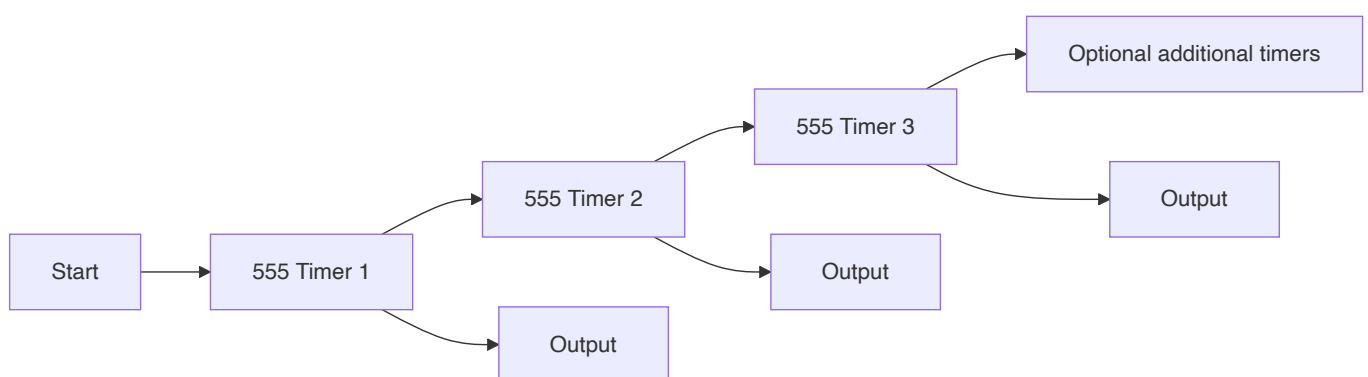 Start
555 Timer 1
555 Timer 2
555 Timer 3
Optional additional timers
Output
Output
Output